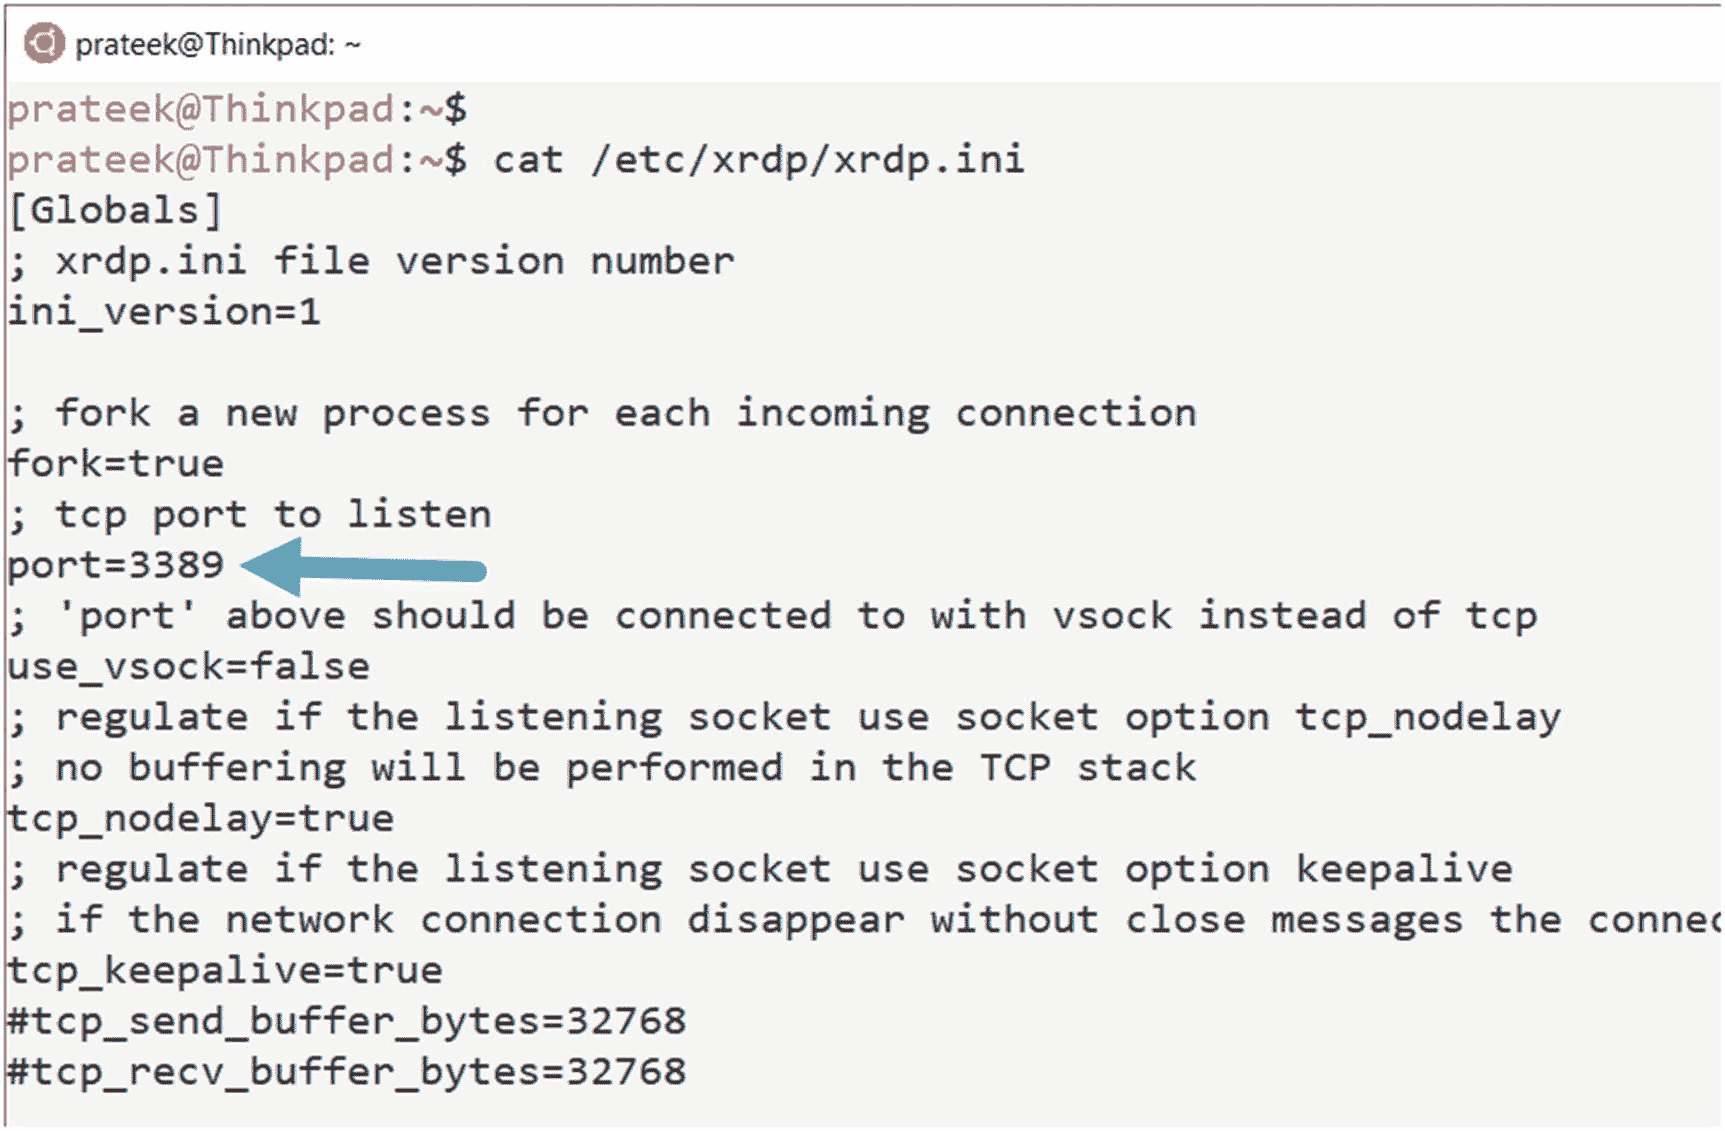 prateek@Thinkpad: ~
prateek@Thinkpad:~$
prateek@Thinkpad:~$ cat /etc/xrdp/xrdp.ini
[Globals]
; xrdp.ini file version number
ini_version=1
; fork a new process for each incoming connection
fork=true
; tcp port to listen
port=3389
; 'port' above should be connected to with vsock instead of tcp
use_vsock=false
; regulate if the listening socket use socket option tcp_nodelay
; no buffering will be performed in the TCP stack
tcp_nodelay=true
; regulate if the listening socket use socket option keepalive
; if the network connection disappear without close messages the connec
tcp_keepalive=true
#tcp_send_buffer_bytes=32768
#tcp_recv_buffer_bytes=32768